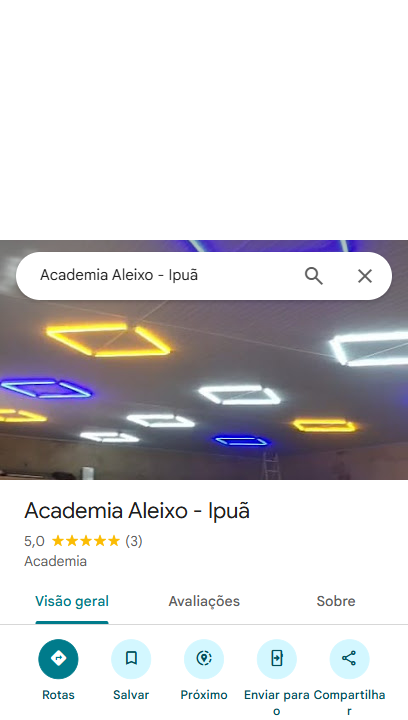 Academia Aleixo - Ipuã
Academia Aleixo - Ipuã
5,0 (3)
Academia
Visão geral Avaliações Sobre
Rotas Salvar Próximo Enviar para o Compartilhar